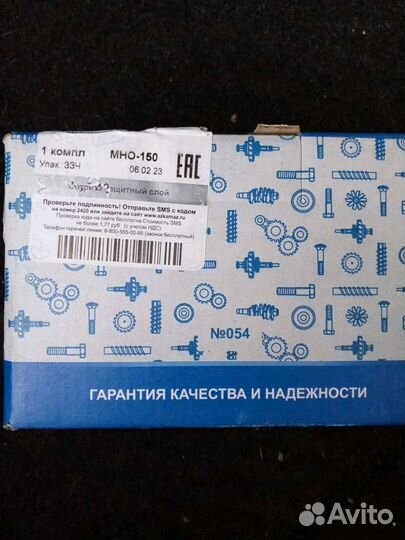 1 компл МНО-150
Упак. 33Ч 06.02.23
EAC
защитный слой
Проверьте подлинность! Отправьте SMS с кодом
на номер 2420 или зайдите на сайт www.azkamaz.ru
Проверка кода на сайте бесплатна.Стоимость SMS
не более 1,77 руб. (с учетом НДС)
Телефон горячей линии: 8-800-555-00-95 (звонок бесплатный)
№054
ГАРАНТИЯ КАЧЕСТВА И НАДЕЖНОСТИ
Avito